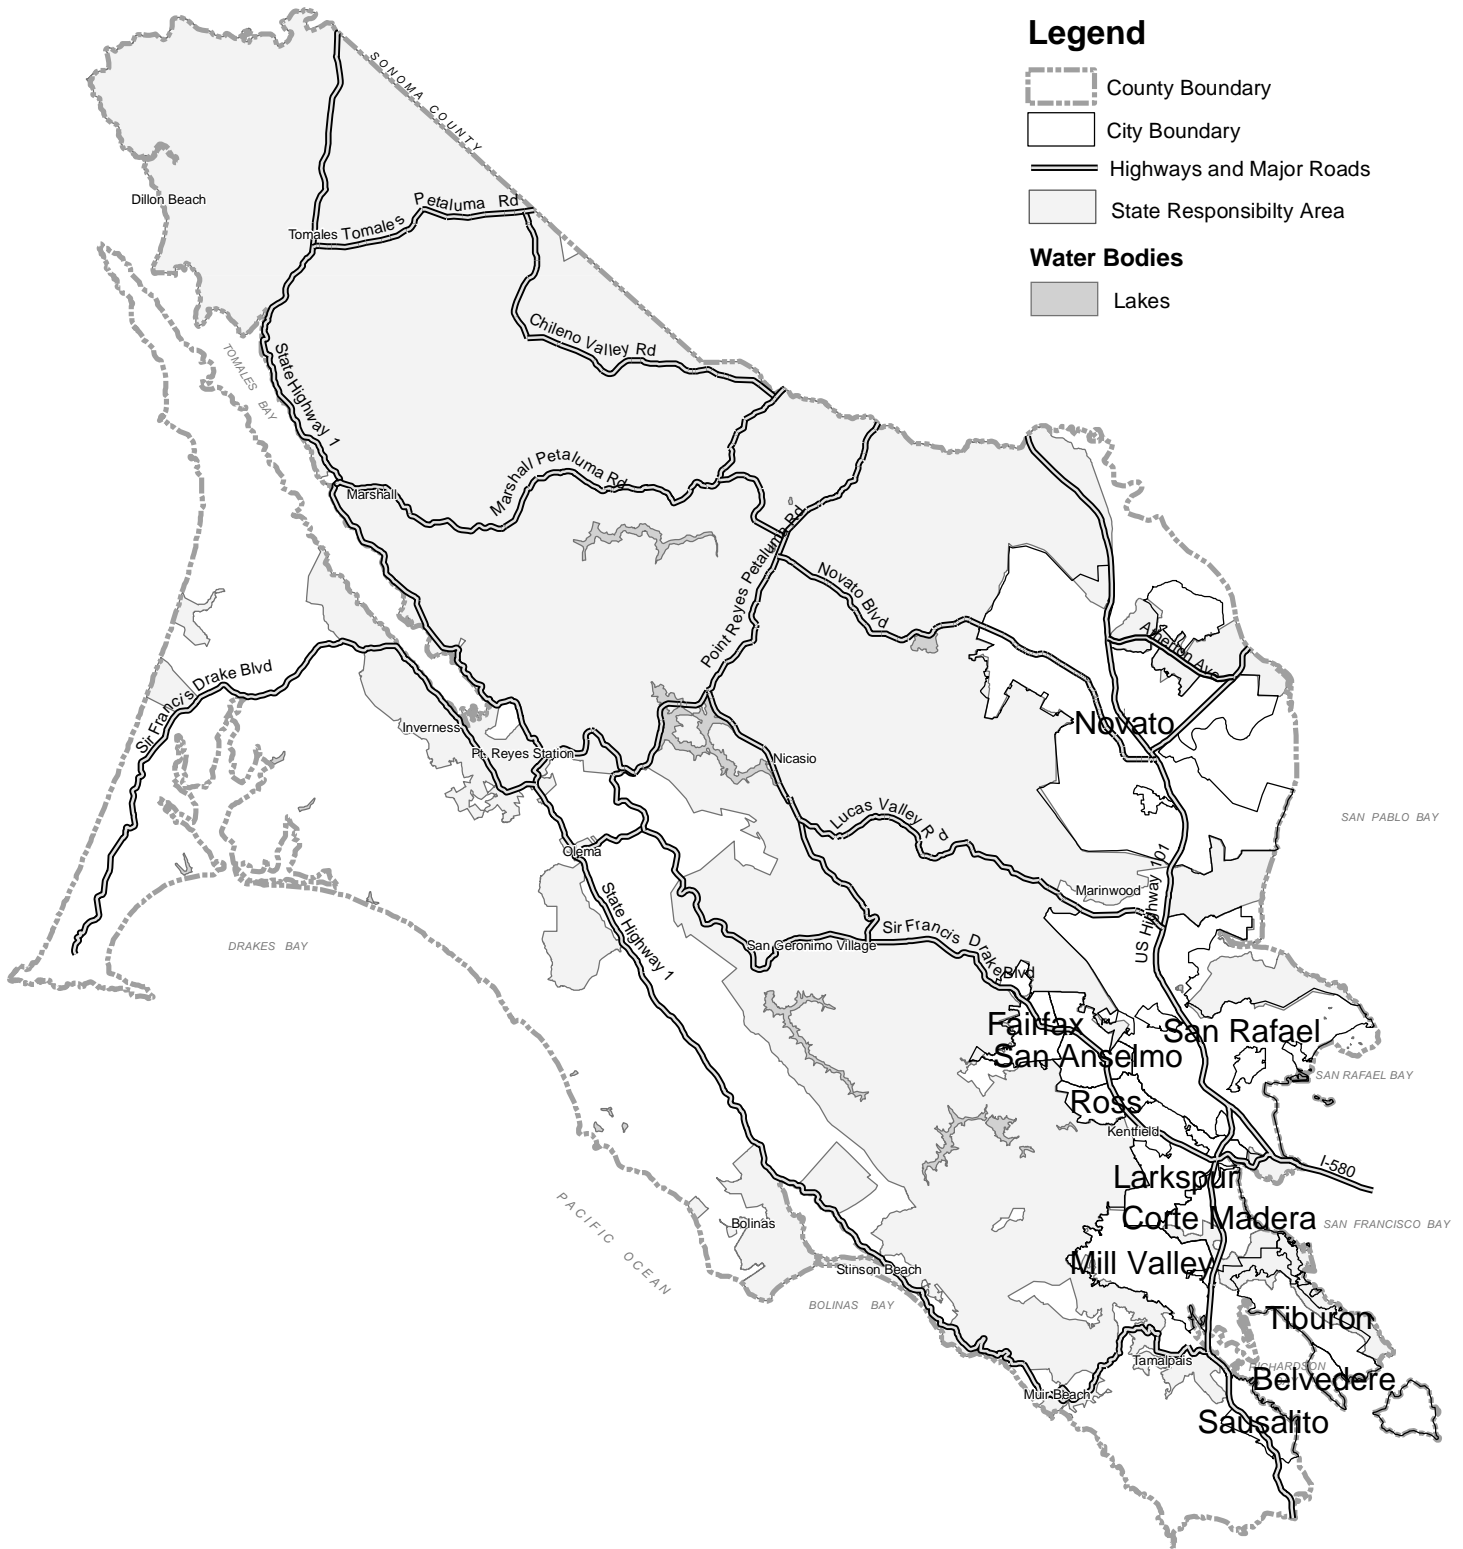 Legend
County Boundary
City Boundary
Highways and Major Roads
State Responsibilty Area
Water Bodies
Lakes
SONOMA COUNTY
Dillon Beach
Petaluma Rd
Tomales
Tomales
Chileno Valley Rd
TOMALES BAY
State Highway 1
Marshall Petaluma Rd
Marshall
Point Reyes Petaluma Rd
Novato Blvd
Atherton Ave
Sir Francis Drake Blvd
Novato
Inverness
Pt. Reyes Station
Nicasio
SAN PABLO BAY
Lucas Valley Rd
Rd
Olema
US Highway 101
Marinwood
State Highway 1
DRAKES BAY
San Geronimo Village
Sir Francis Drake
Blvd
Fairfax
San Rafael
San Anselmo
SAN RAFAEL BAY
Ross
Kentfield
I-580
Larkspur
PACIFIC OCEAN
Bolinas
Corte Madera
SAN FRANCISCO BAY
Mill Valley
Stinson Beach
BOLINAS BAY
Tiburon
Tamalpais
RICHARDSON
Belvedere
Muir Beach
Sausalito